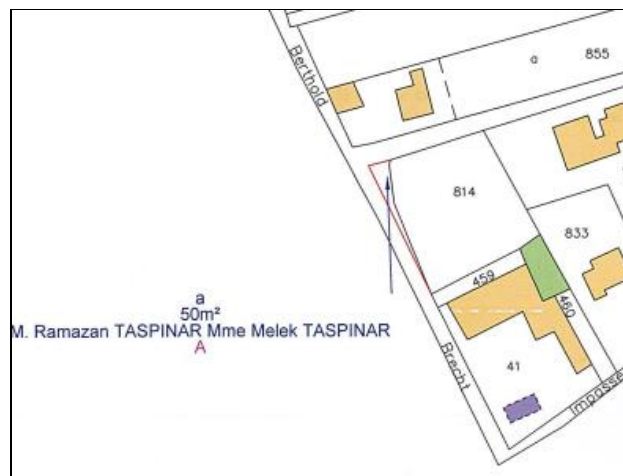 Berthold
a
855
814
833
459
460
a
50m²
M. Ramazan TASPINAR Mme Melek TASPINAR
A
Brecht
41
Impasse